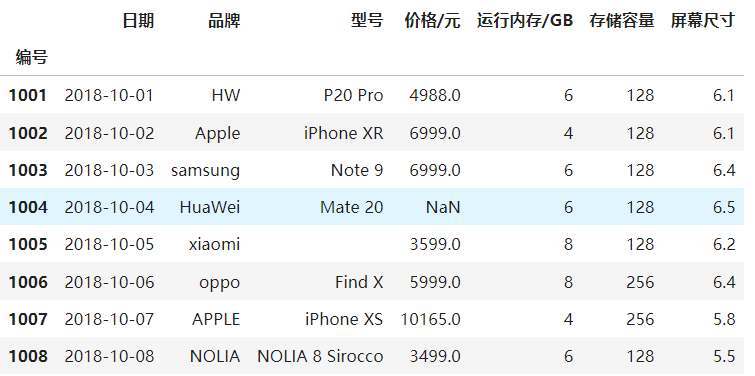 日期 品牌 型号 价格/元 运行内存/GB 存储容量 屏幕尺寸
编号
1001 2018-10-01 HW P20 Pro 4988.0 6 128 6.1
1002 2018-10-02 Apple iPhone XR 6999.0 4 128 6.1
1003 2018-10-03 samsung Note 9 6999.0 6 128 6.4
1004 2018-10-04 HuaWei Mate 20 NaN 6 128 6.5
1005 2018-10-05 xiaomi 3599.0 8 128 6.2
1006 2018-10-06 oppo Find X 5999.0 8 256 6.4
1007 2018-10-07 APPLE iPhone XS 10165.0 4 256 5.8
1008 2018-10-08 NOLIA NOLIA 8 Sirocco 3499.0 6 128 5.5